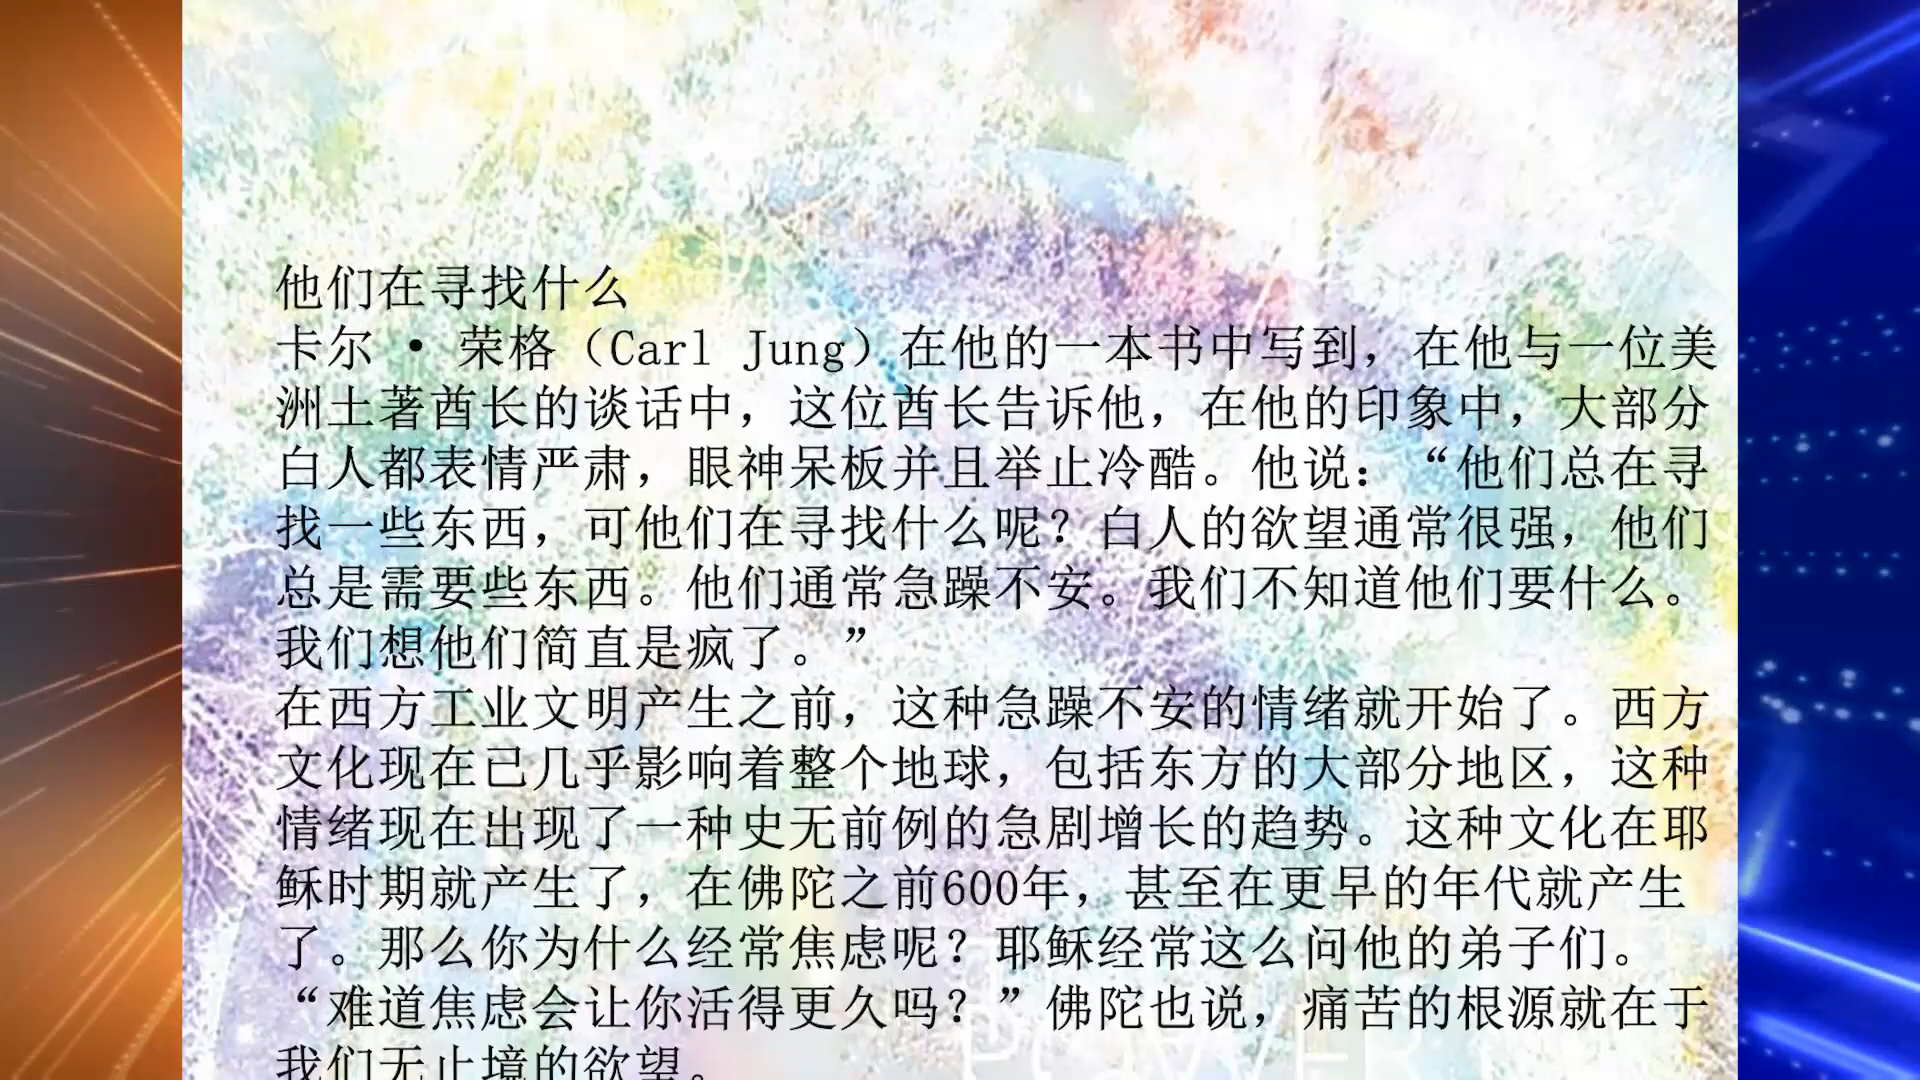 他们在寻找什么
卡尔 • 荣格（Carl Jung）在他的一本书中写到，在他与一位美
洲土著酋长的谈话中，这位酋长告诉他，在他的印象中，大部分
白人都表情严肃，眼神呆板并且举止冷酷。他说：“他们总在寻
找一些东西，可他们在寻找什么呢？白人的欲望通常很强，他们
总是需要些东西。他们通常急躁不安。我们不知道他们要什么。
我们想他们简直是疯了。”
在西方工业文明产生之前，这种急躁不安的情绪就开始了。西方
文化现在己几乎影响着整个地球，包括东方的大部分地区，这种
情绪现在出现了一种史无前例的急剧增长的趋势。这种文化在耶
稣时期就产生了，在佛陀之前600年，甚至在更早的年代就产生
了。那么你为什么经常焦虑呢？耶稣经常这么问他的弟子们。
“难道焦虑会让你活得更久吗？”佛陀也说，痛苦的根源就在于
我们无止境的欲望。